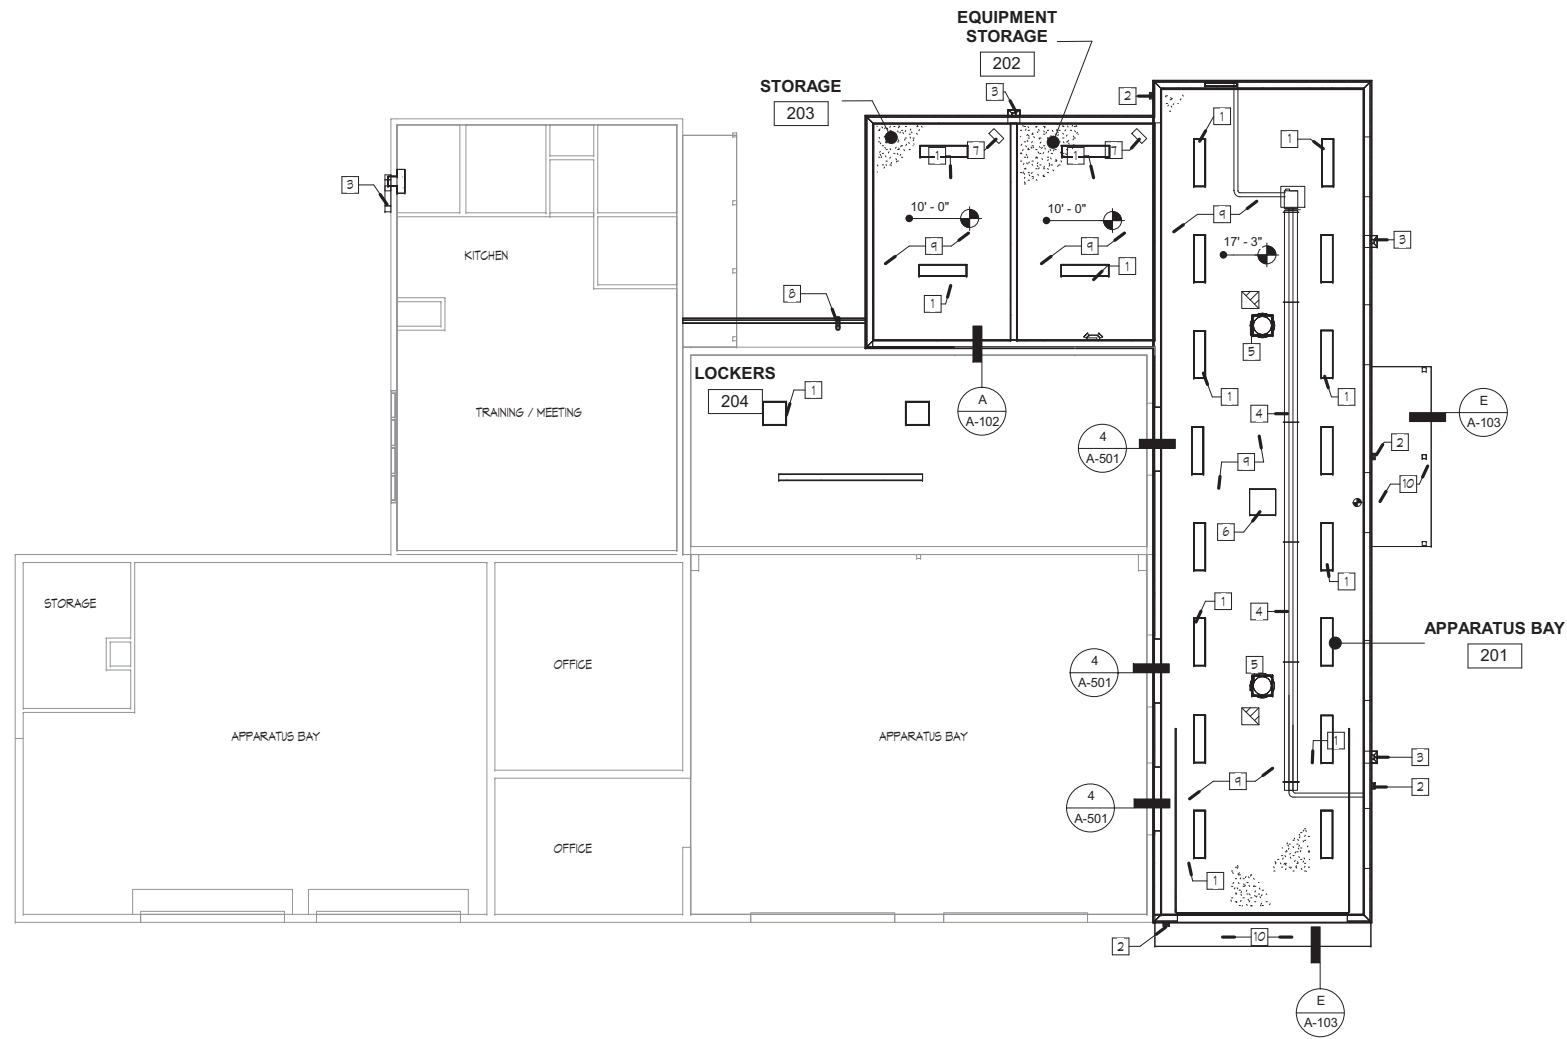 EQUIPMENT
STORAGE
202
STORAGE
203
3
2
1
1
1
7
1
7
3
10' - 0"
10' - 0"
9
9
9
17' - 3"
3
KITCHEN
1
1
8
5
LOCKERS
204
1
A
A-102
1
1
E
A-103
TRAINING / MEETING
4
4
A-501
2
9
10
6
1
STORAGE
1
4
APPARATUS BAY
201
OFFICE
4
A-501
5
APPARATUS BAY
APPARATUS BAY
1
3
9
2
4
A-501
OFFICE
1
2
10
E
A-103